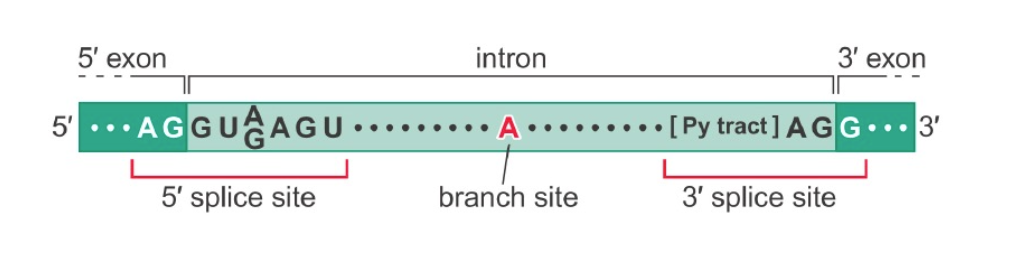 5′ exon intron 3′ exon
5′ ···AG GU A/G AGU ········· A ········· [Py tract] AG G··· 3′
5′ splice site branch site 3′ splice site